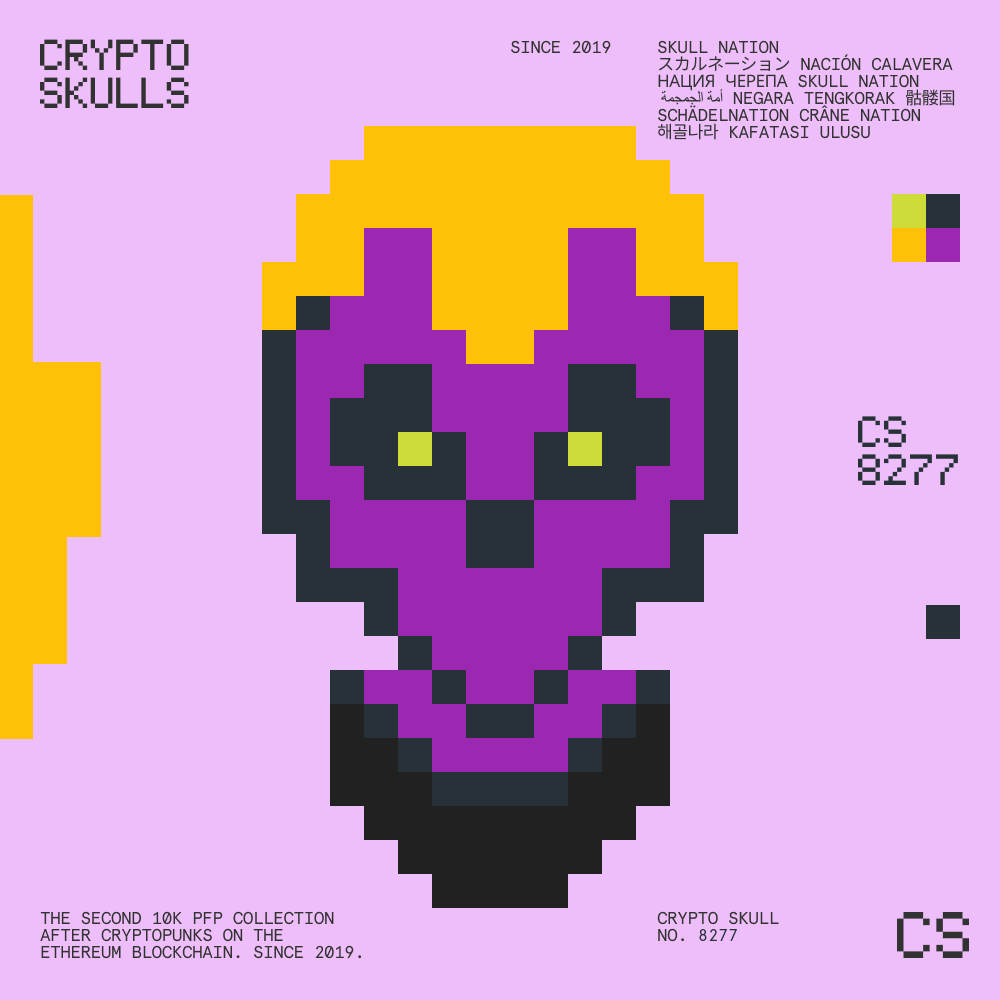 CRYPTO
SKULLS
SINCE 2019
SKULL NATION
スカルネーション NACIÓN CALAVERA
НАЦИЯ ЧЕРЕПА SKULL NATION
أمة الجمجمة NEGARA TENGKORAK 骷髅国
SCHÄDELNATION CRÂNE NATION
해골나라 KAFATASI ULUSU
CS
8277
THE SECOND 10K PFP COLLECTION
AFTER CRYPTOPUNKS ON THE
ETHEREUM BLOCKCHAIN. SINCE 2019.
CRYPTO SKULL
NO. 8277
CS